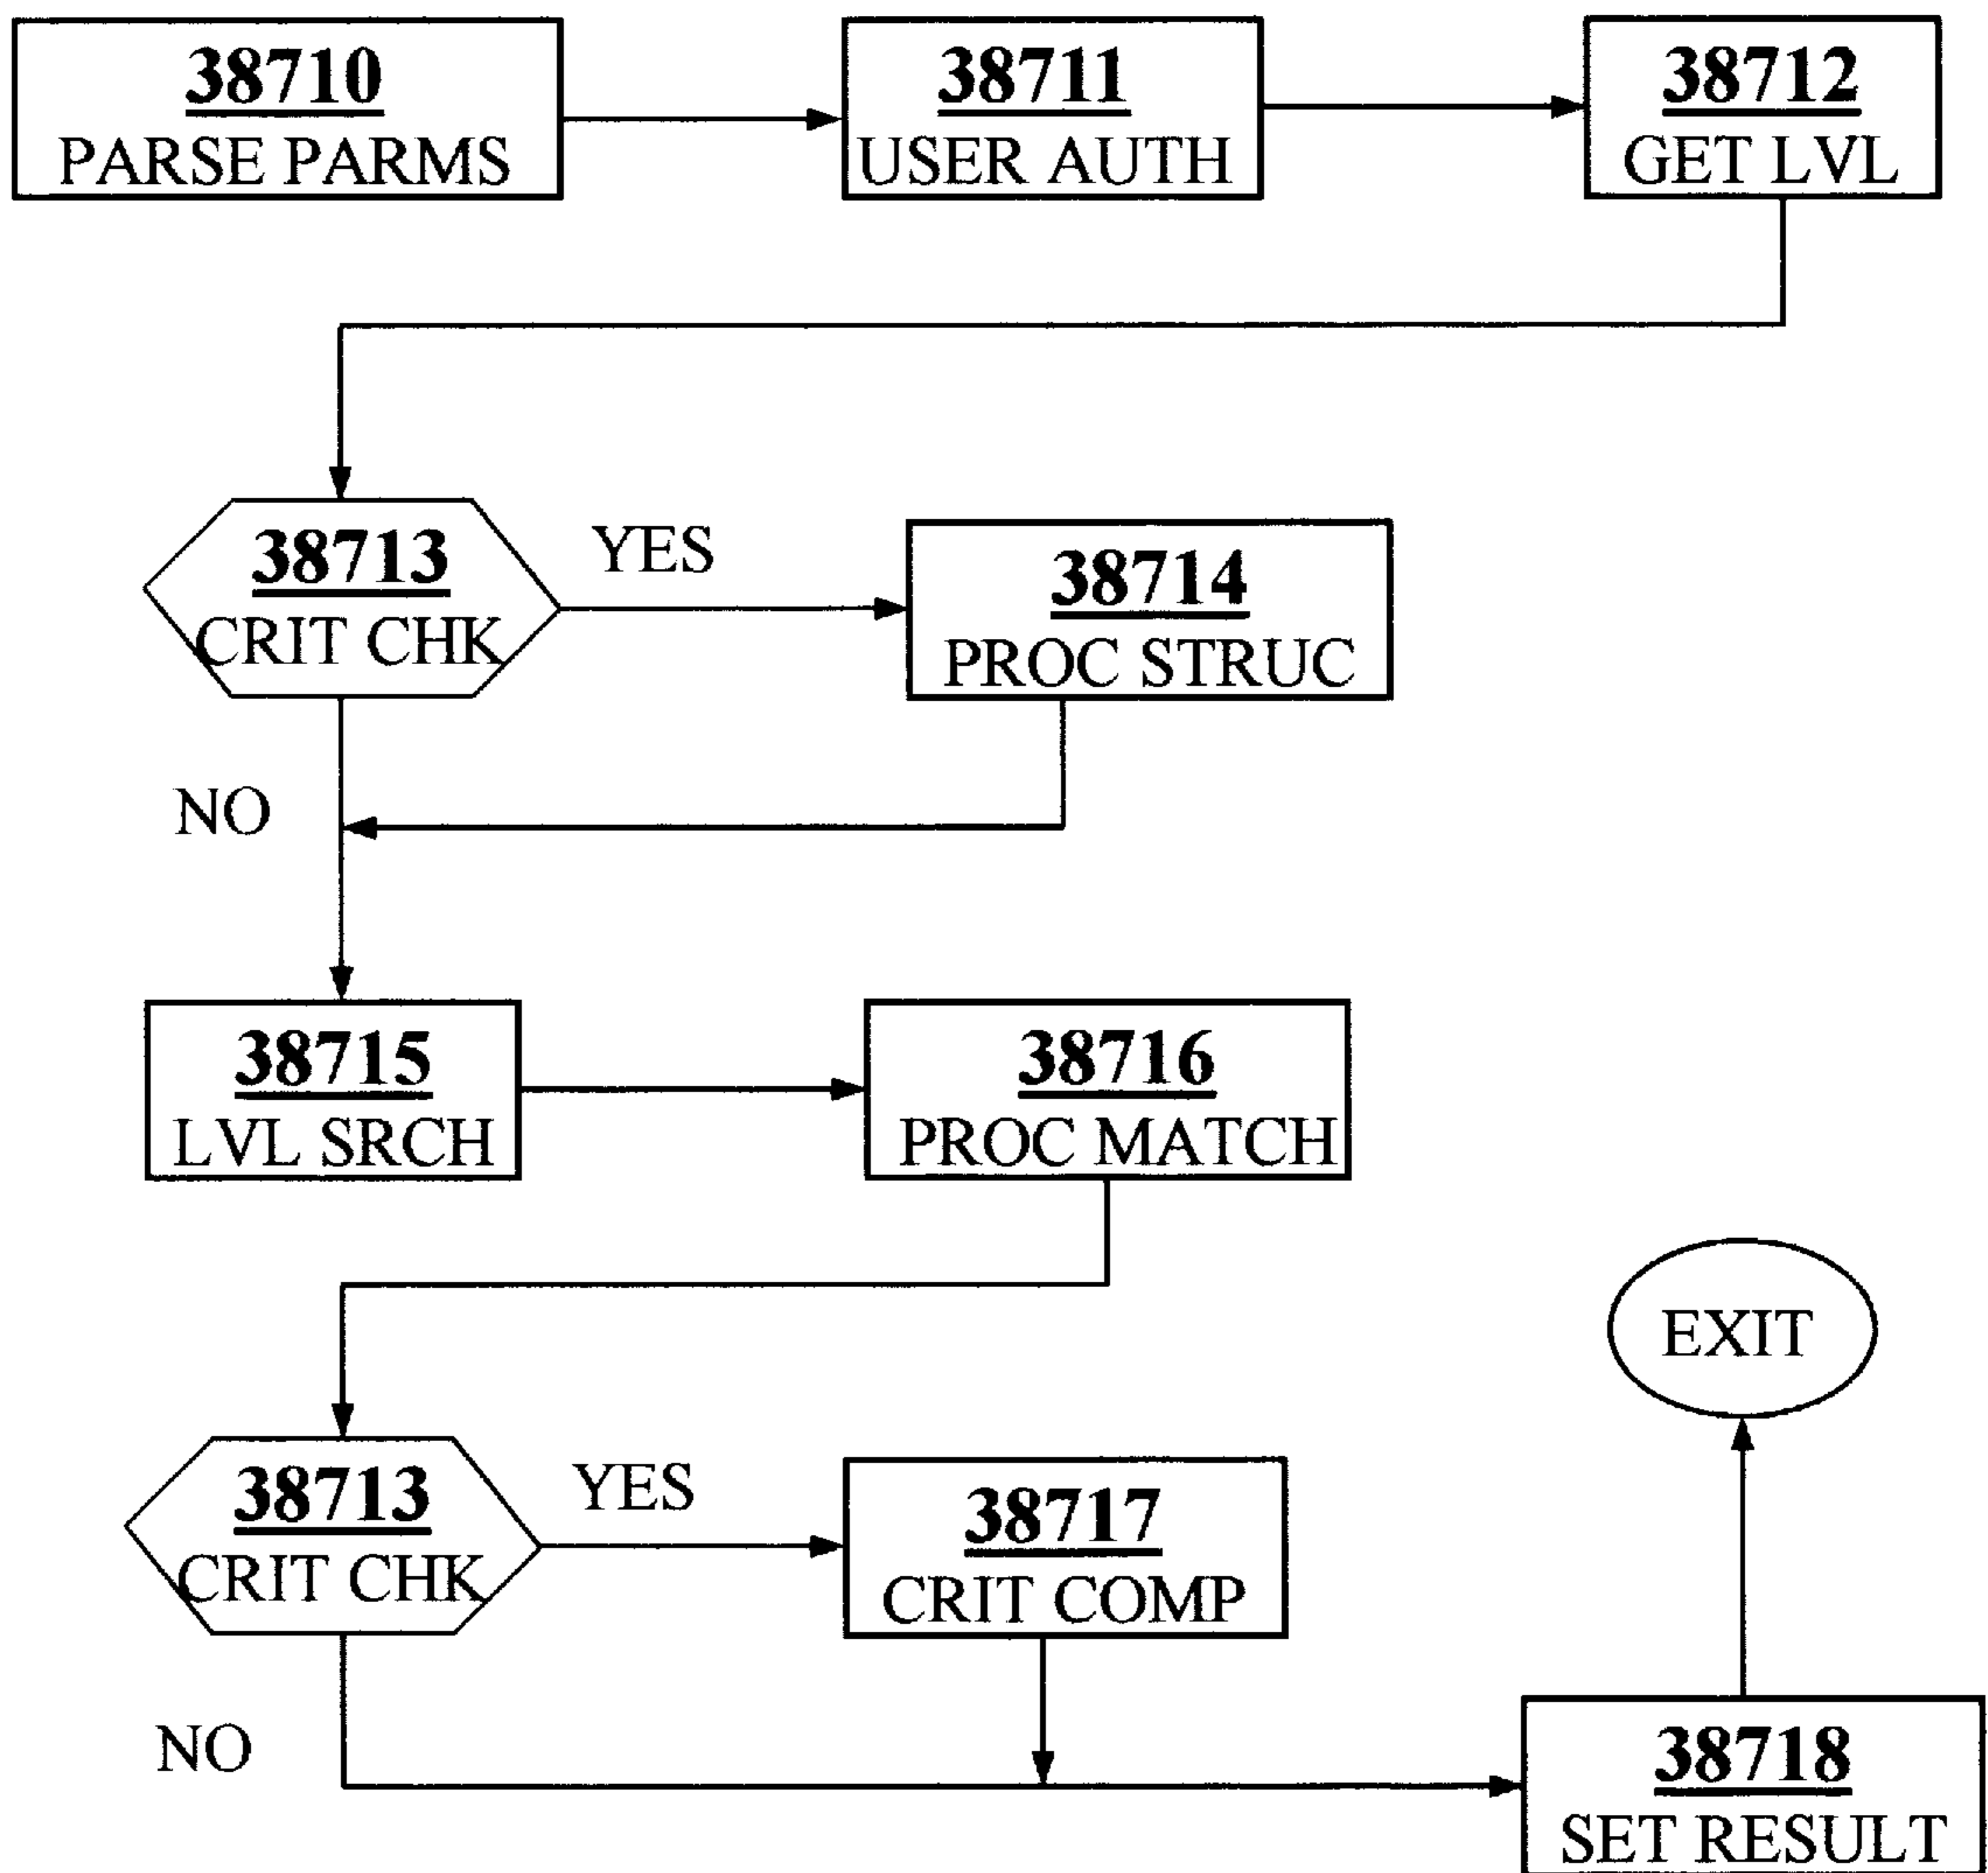 38710
PARSE PARMS
38711
USER AUTH
38712
GET LVL
38713
CRIT CHK
YES
38714
PROC STRUC
NO
38715
LVL SRCH
38716
PROC MATCH
EXIT
38713
CRIT CHK
YES
38717
CRIT COMP
NO
38718
SET RESULT